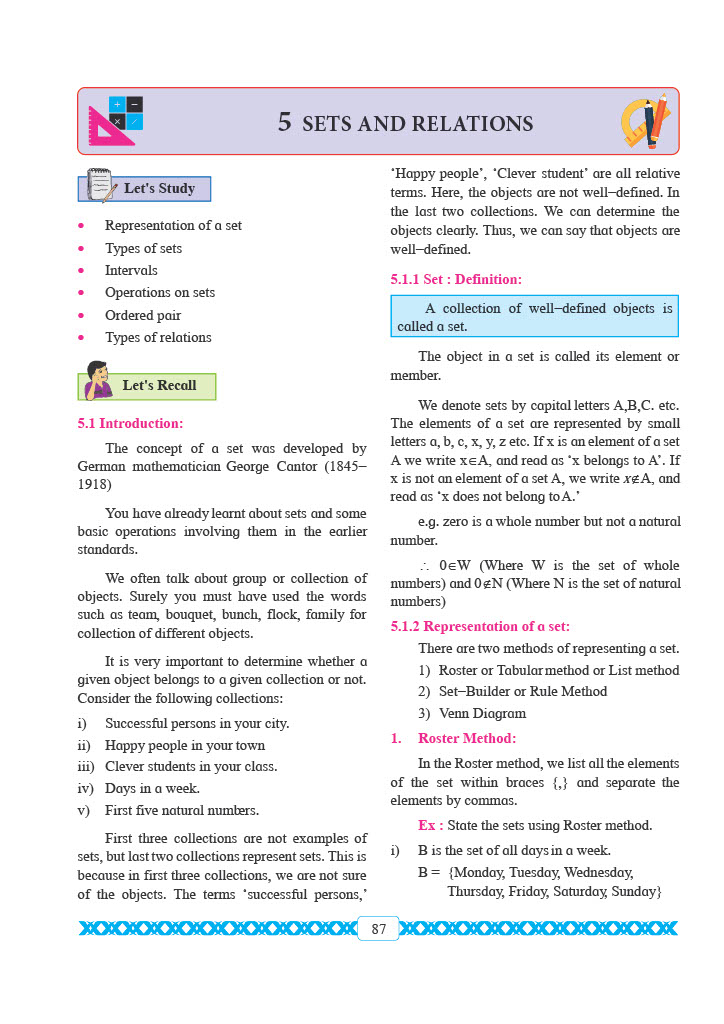 5 SETS AND RELATIONS
Let's Study
• Representation of a set
• Types of sets
• Intervals
• Operations on sets
• Ordered pair
• Types of relations
Let's Recall
5.1 Introduction:
The concept of a set was developed by
German mathematician George Cantor (1845–
1918)
You have already learnt about sets and some
basic operations involving them in the earlier
standards.
We often talk about group or collection of
objects. Surely you must have used the words
such as team, bouquet, bunch, flock, family for
collection of different objects.
It is very important to determine whether a
given object belongs to a given collection or not.
Consider the following collections:
i) Successful persons in your city.
ii) Happy people in your town
iii) Clever students in your class.
iv) Days in a week.
v) First five natural numbers.
First three collections are not examples of
sets, but last two collections represent sets. This is
because in first three collections, we are not sure
of the objects. The terms ‘successful persons,’
‘Happy people’, ‘Clever student’ are all relative
terms. Here, the objects are not well–defined. In
the last two collections. We can determine the
objects clearly. Thus, we can say that objects are
well–defined.
5.1.1 Set : Definition:
A collection of well–defined objects is
called a set.
The object in a set is called its element or
member.
We denote sets by capital letters A,B,C. etc.
The elements of a set are represented by small
letters a, b, c, x, y, z etc. If x is an element of a set
A we write x∈A, and read as ‘x belongs to A’. If
x is not an element of a set A, we write x∉A, and
read as ‘x does not belong to A.’
e.g. zero is a whole number but not a natural
number.
∴ 0∈W (Where W is the set of whole
numbers) and 0∉N (Where N is the set of natural
numbers)
5.1.2 Representation of a set:
There are two methods of representing a set.
1) Roster or Tabular method or List method
2) Set–Builder or Rule Method
3) Venn Diagram
1. Roster Method:
In the Roster method, we list all the elements
of the set within braces {,} and separate the
elements by commas.
Ex : State the sets using Roster method.
i) B is the set of all days in a week.
B = {Monday, Tuesday, Wednesday,
Thursday, Friday, Saturday, Sunday}
87